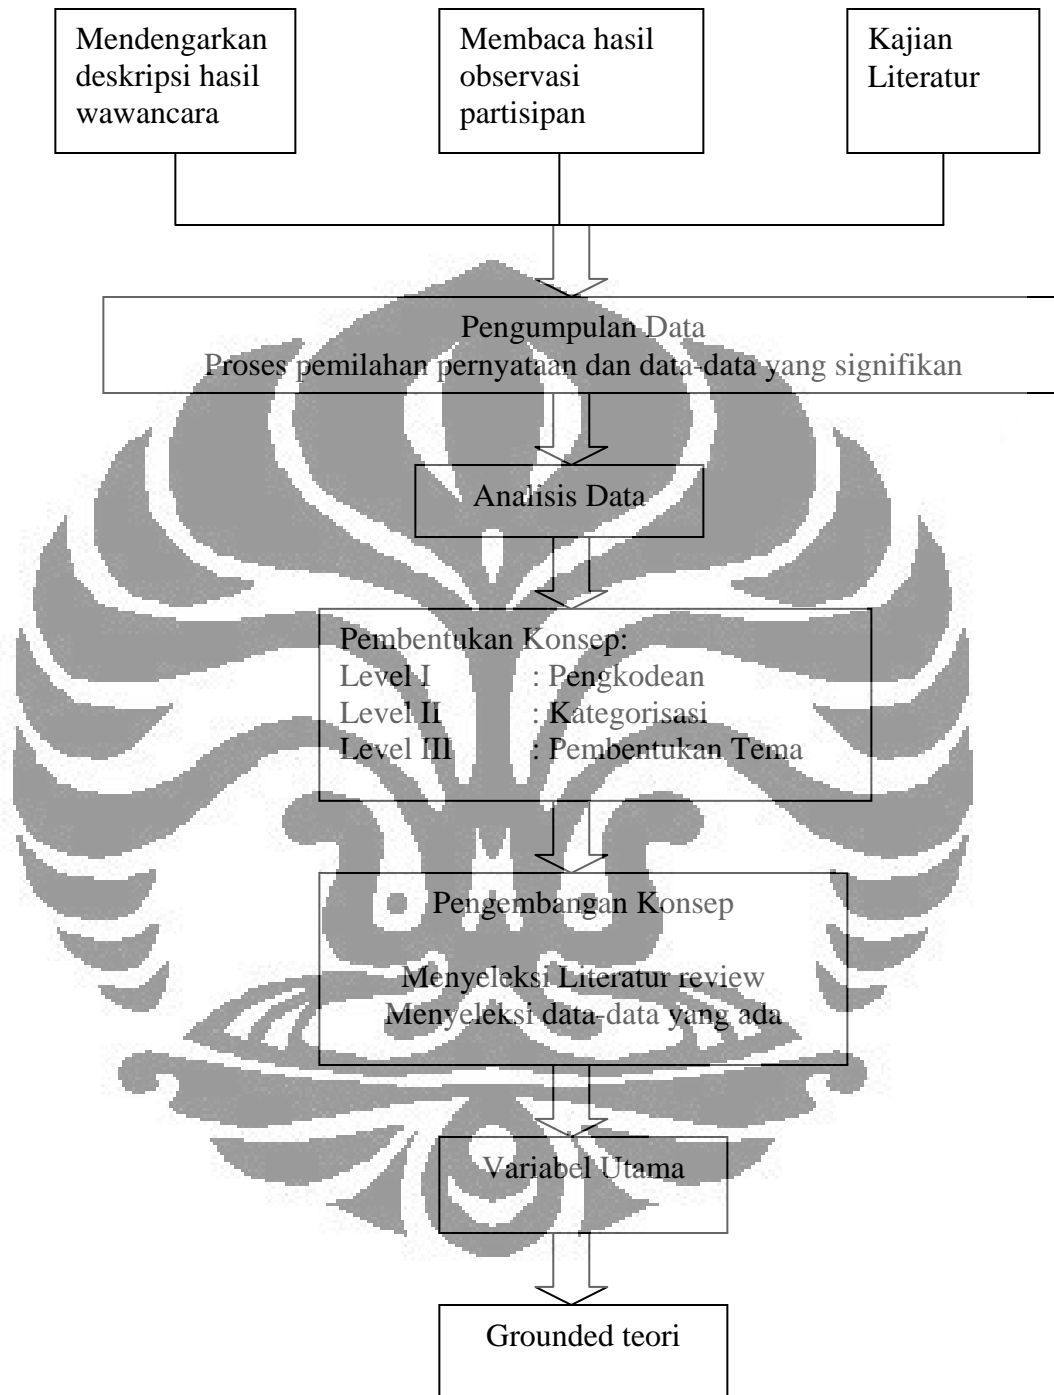 Mendengarkan
deskripsi hasil
wawancara
Membaca hasil
observasi
partisipan
Kajian
Literatur
Pengumpulan Data
Proses pemilahan pernyataan dan data-data yang signifikan
Analisis Data
Pembentukan Konsep:
Level I : Pengkodean
Level II : Kategorisasi
Level III : Pembentukan Tema
Pengembangan Konsep
Menyeleksi Literatur review
Menyeleksi data-data yang ada
Variabel Utama
Grounded teori